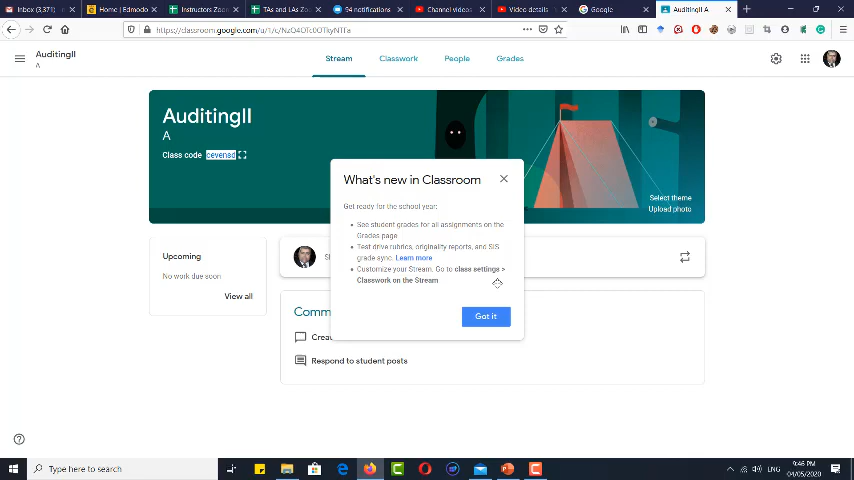 Inbox (3,371)
Home | Edmodo
Instructors Zoom
TAs and LAs Zoo
94 notifications
Channel videos
Video details
Google
AuditingII A
https://classroom.google.com/u/1/c/NzQ4OTc0YTkyNTFa
AuditingII
A
Stream
Classwork
People
Grades
AuditingII
A
Class code cevensd
Select theme
Upload photo
What's new in Classroom
Get ready for the school year:
See student grades for all assignments on the
Grades page
Test drive rubrics, originality reports, and SIS
grade sync. Learn more
Customize your Stream. Go to class settings >
Classwork on the Stream
Got it
Upcoming
No work due soon
View all
Comm
Crea
Respond to student posts
Type here to search
ENG
9:46 PM
04/05/2020